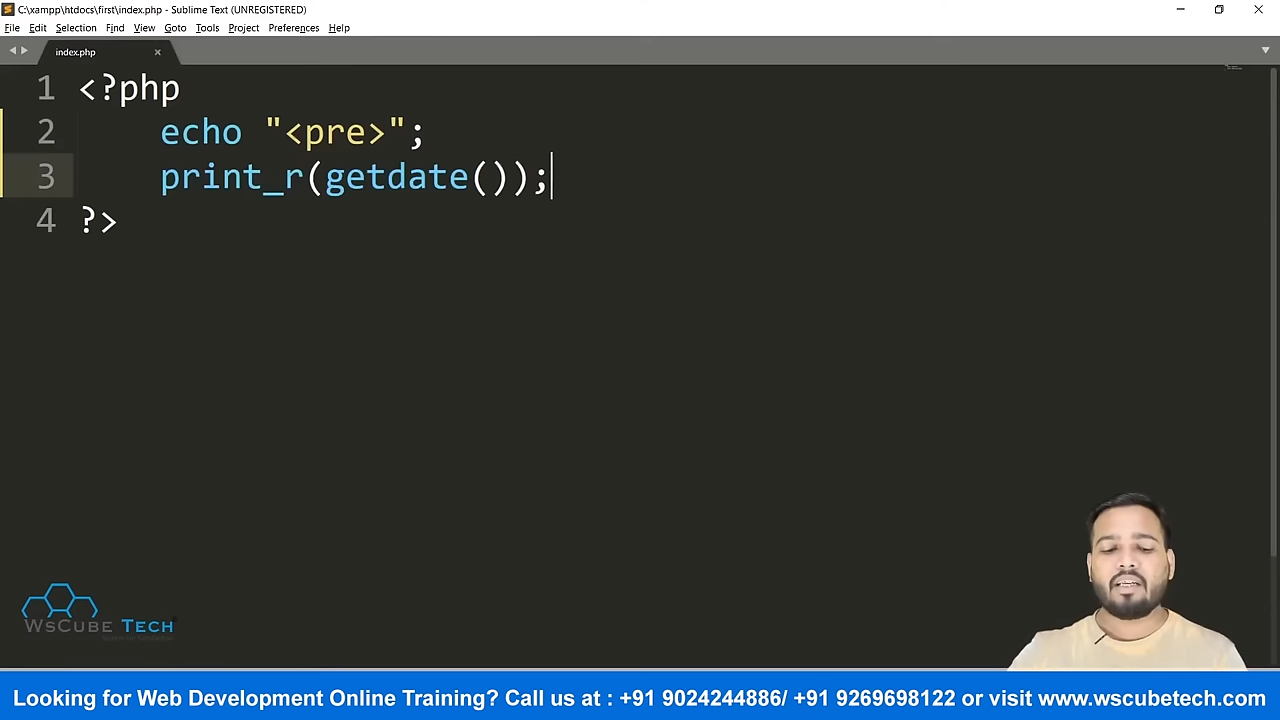 C:\xampp\htdocs\first\index.php - Sublime Text (UNREGISTERED)
File Edit Selection Find View Goto Tools Project Preferences Help
index.php
1 <?php
2 echo "<pre>";
3 print_r(getdate());
4 ?>
WsCube Tech
Looking for Web Development Online Training? Call us at : +91 9024244886/ +91 9269698122 or visit www.wscubetech.com